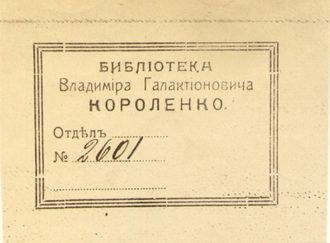 БИБЛІОТЕКА
Владиміра Галактіоновича
КОРОЛЕНКО.
Отдѣлъ
№ 2601